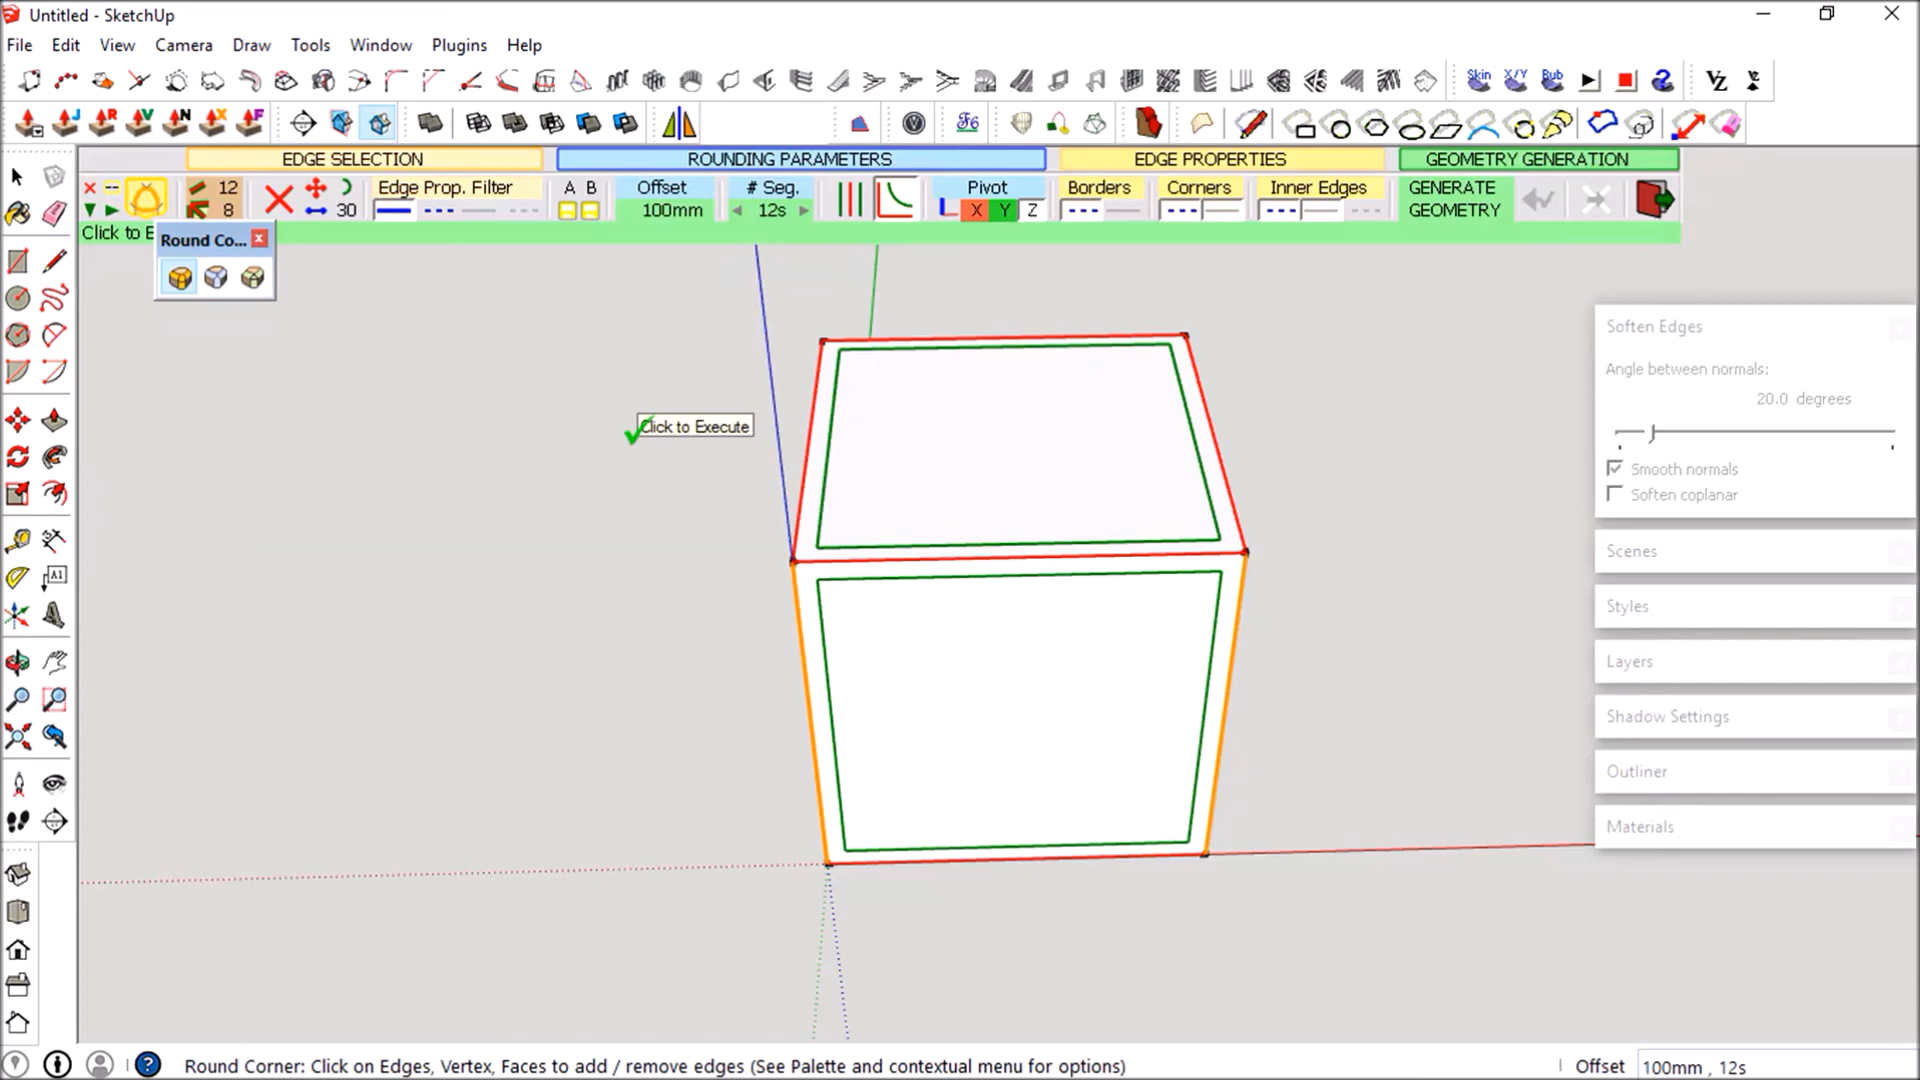 Untitled - SketchUp
File Edit View Camera Draw Tools Window Plugins Help
Skin X/Y Bub
J R V N X F
EDGE SELECTION ROUNDING PARAMETERS EDGE PROPERTIES GEOMETRY GENERATION
12 Edge Prop. Filter A B Offset # Seg. Pivot Borders Corners Inner Edges GENERATE
8 30 100mm 12s X Y Z GEOMETRY
Click to E
Round Co...
Click to Execute
Soften Edges
Angle between normals:
20.0 degrees
Smooth normals
Soften coplanar
Scenes
Styles
Layers
Shadow Settings
Outliner
Materials
Round Corner: Click on Edges, Vertex, Faces to add / remove edges (See Palette and contextual menu for options)
Offset 100mm , 12s